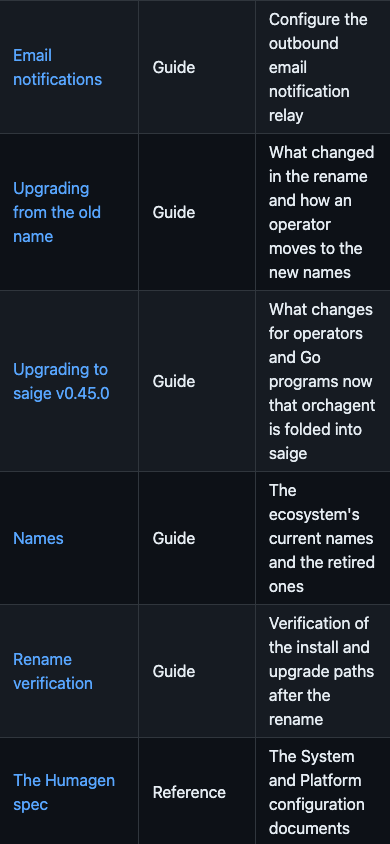 Email
notifications
Guide
Configure the
outbound
email
notification
relay
Upgrading
from the old
name
Guide
What changed
in the rename
and how an
operator
moves to the
new names
Upgrading to
saige v0.45.0
Guide
What changes
for operators
and Go
programs now
that orchagent
is folded into
saige
Names
Guide
The
ecosystem's
current names
and the retired
ones
Rename
verification
Guide
Verification of
the install and
upgrade paths
after the
rename
The Humagen
spec
Reference
The System
and Platform
configuration
documents